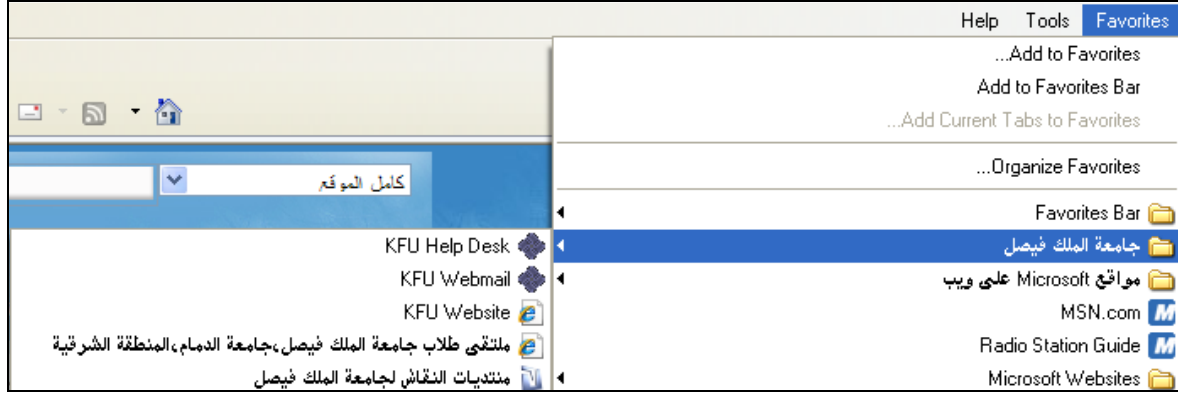 Favorites Tools Help
Add to Favorites...
Add to Favorites Bar
Add Current Tabs to Favorites...
Organize Favorites...
كامل الموقع
Favorites Bar
جامعة الملك فيصل
مواقع Microsoft على ويب
MSN.com
Radio Station Guide
Microsoft Websites
KFU Help Desk
KFU Webmail
KFU Website
ملتقى طلاب جامعة الملك فيصل،جامعة الدمام،المنطقة الشرقية
منتديات النقاش لجامعة الملك فيصل